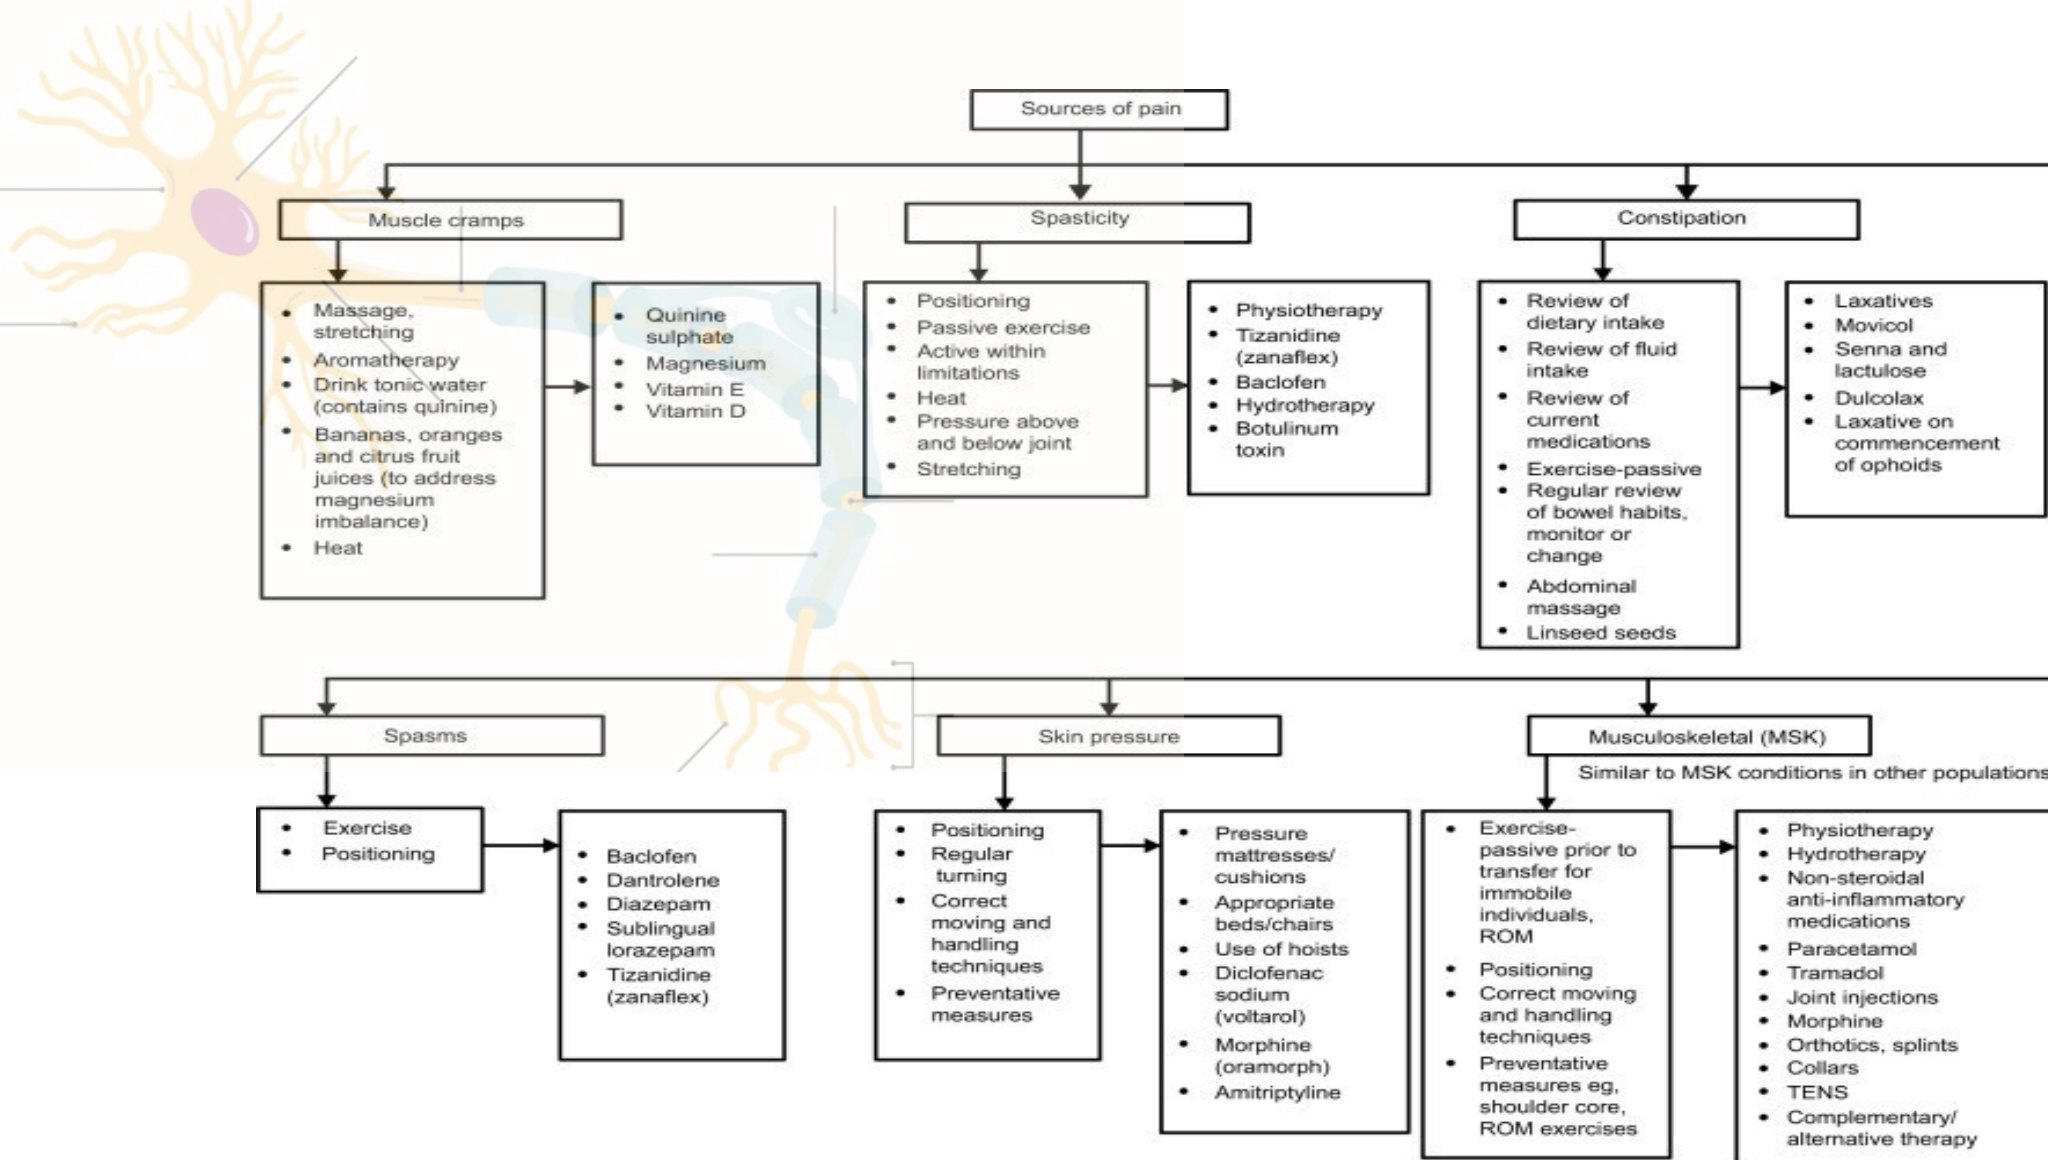 Sources of pain
Muscle cramps
Spasticity
Constipation
• Massage,
stretching
• Aromatherapy
• Drink tonic water
(contains quinine)
• Bananas, oranges
and citrus fruit
juices (to address
magnesium
imbalance)
• Heat
• Quinine
sulphate
• Magnesium
• Vitamin E
• Vitamin D
• Positioning
• Passive exercise
• Active within
limitations
• Heat
• Pressure above
and below joint
• Stretching
• Physiotherapy
• Tizanidine
(zanaflex)
• Baclofen
• Hydrotherapy
• Botulinum
toxin
• Review of
dietary intake
• Review of fluid
intake
• Review of
current
medications
• Exercise-passive
• Regular review
of bowel habits,
monitor or
change
• Abdominal
massage
• Linseed seeds
• Laxatives
• Movicol
• Senna and
lactulose
• Dulcolax
• Laxative on
commencement
of ophoids
Spasms
Skin pressure
Musculoskeletal (MSK)
Similar to MSK conditions in other populations
• Exercise
• Positioning
• Baclofen
• Dantrolene
• Diazepam
• Sublingual
lorazepam
• Tizanidine
(zanaflex)
• Positioning
• Regular
turning
• Correct
moving and
handling
techniques
• Preventative
measures
• Pressure
mattresses/
cushions
• Appropriate
beds/chairs
• Use of hoists
• Diclofenac
sodium
(voltarol)
• Morphine
(oramorph)
• Amitriptyline
• Exercise-
passive prior to
transfer for
immobile
individuals,
ROM
• Positioning
• Correct moving
and handling
techniques
• Preventative
measures eg,
shoulder core,
ROM exercises
• Physiotherapy
• Hydrotherapy
• Non-steroidal
anti-inflammatory
medications
• Paracetamol
• Tramadol
• Joint injections
• Morphine
• Orthotics, splints
• Collars
• TENS
• Complementary/
alternative therapy